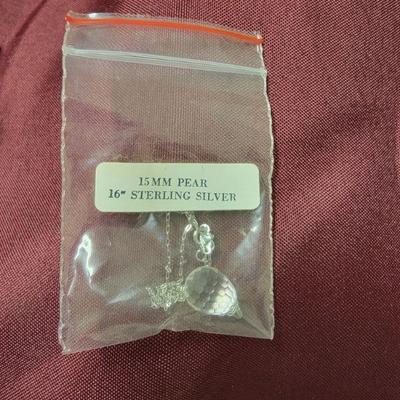 15MM PEAR
16" STERLING SILVER